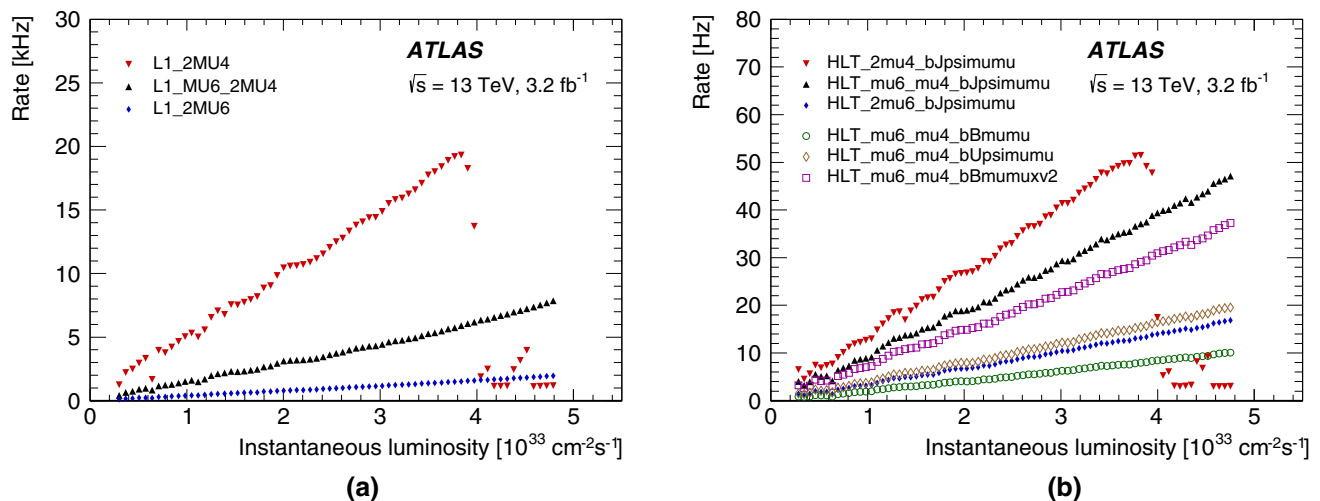 Rate [kHz]
30
25
20
15
10
5
0
ATLAS
√s = 13 TeV, 3.2 fb⁻¹
L1_2MU4
L1_MU6_2MU4
L1_2MU6
0 1 2 3 4 5
Instantaneous luminosity [10³³ cm⁻²s⁻¹]
(a)
Rate [Hz]
80
70
60
50
40
30
20
10
0
ATLAS
√s = 13 TeV, 3.2 fb⁻¹
HLT_2mu4_bJpsimumu
HLT_mu6_mu4_bJpsimumu
HLT_2mu6_bJpsimumu
HLT_mu6_mu4_bBmumu
HLT_mu6_mu4_bUpsimumu
HLT_mu6_mu4_bBmumuxv2
0 1 2 3 4 5
Instantaneous luminosity [10³³ cm⁻²s⁻¹]
(b)